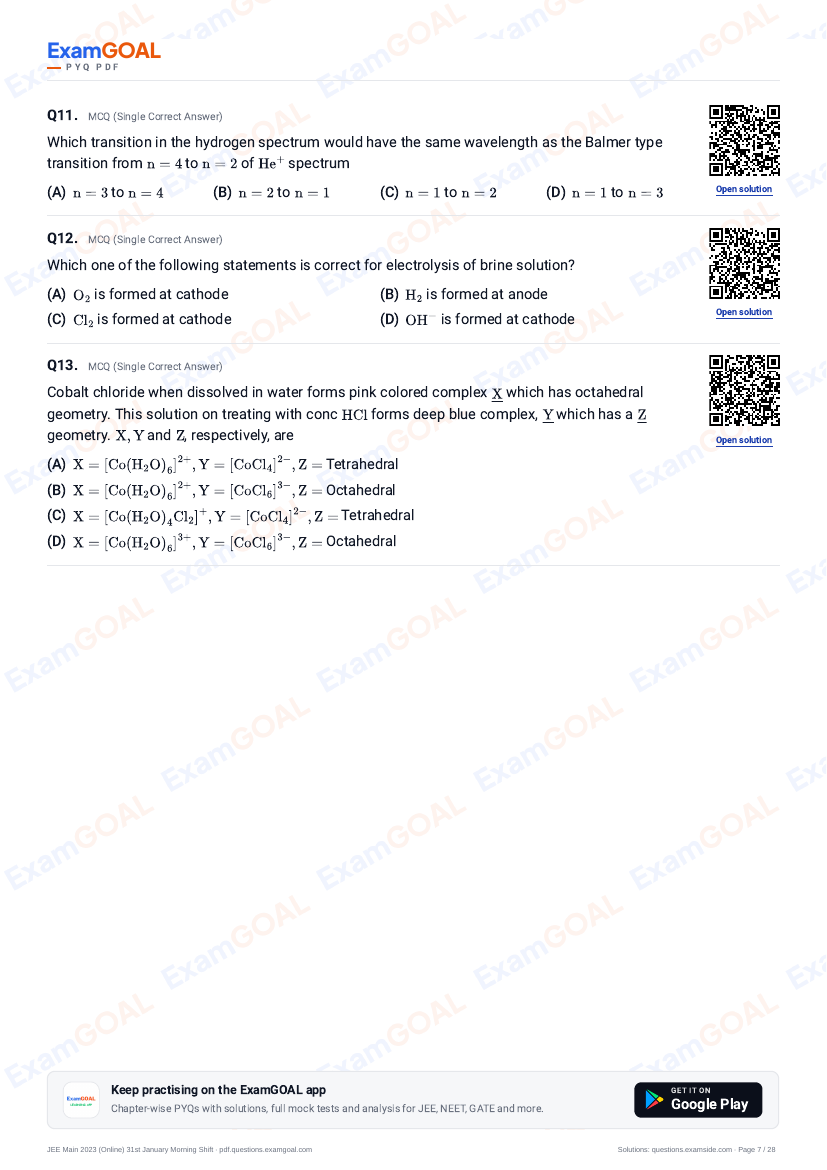 ExamGOAL
PYQ PDF
Q11. MCQ (Single Correct Answer)
Which transition in the hydrogen spectrum would have the same wavelength as the Balmer type
transition from n = 4 to n = 2 of He⁺ spectrum
(A) n = 3 to n = 4 (B) n = 2 to n = 1 (C) n = 1 to n = 2 (D) n = 1 to n = 3
Open solution
Q12. MCQ (Single Correct Answer)
Which one of the following statements is correct for electrolysis of brine solution?
(A) O₂ is formed at cathode (B) H₂ is formed at anode
(C) Cl₂ is formed at cathode (D) OH⁻ is formed at cathode
Open solution
Q13. MCQ (Single Correct Answer)
Cobalt chloride when dissolved in water forms pink colored complex X which has octahedral
geometry. This solution on treating with conc HCl forms deep blue complex, Y which has a Z
geometry. X, Y and Z, respectively, are
(A) X = [Co(H₂O)₆]²⁺, Y = [CoCl₄]²⁻, Z = Tetrahedral
(B) X = [Co(H₂O)₆]²⁺, Y = [CoCl₆]³⁻, Z = Octahedral
(C) X = [Co(H₂O)₄Cl₂]⁺, Y = [CoCl₄]²⁻, Z = Tetrahedral
(D) X = [Co(H₂O)₆]³⁺, Y = [CoCl₆]³⁻, Z = Octahedral
Open solution
Keep practising on the ExamGOAL app
Chapter-wise PYQs with solutions, full mock tests and analysis for JEE, NEET, GATE and more.
ExamGOAL
GET IT ON
Google Play
JEE Main 2023 (Online) 31st January Morning Shift · pdf.questions.examgoal.com
Solutions: questions.examside.com · Page 7 / 28